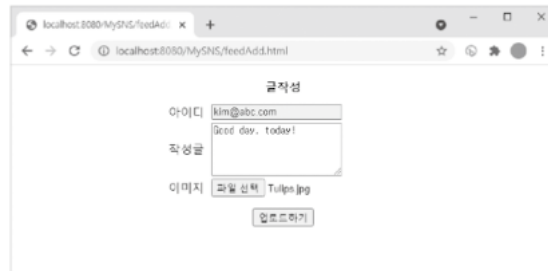 localhost:8080/MySNS/feedAdd
localhost:8080/MySNS/feedAdd.html
글작성
아이디 kim@abc.com
작성글 Good day, today!
이미지 파일 선택 Tulips.jpg
업로드하기